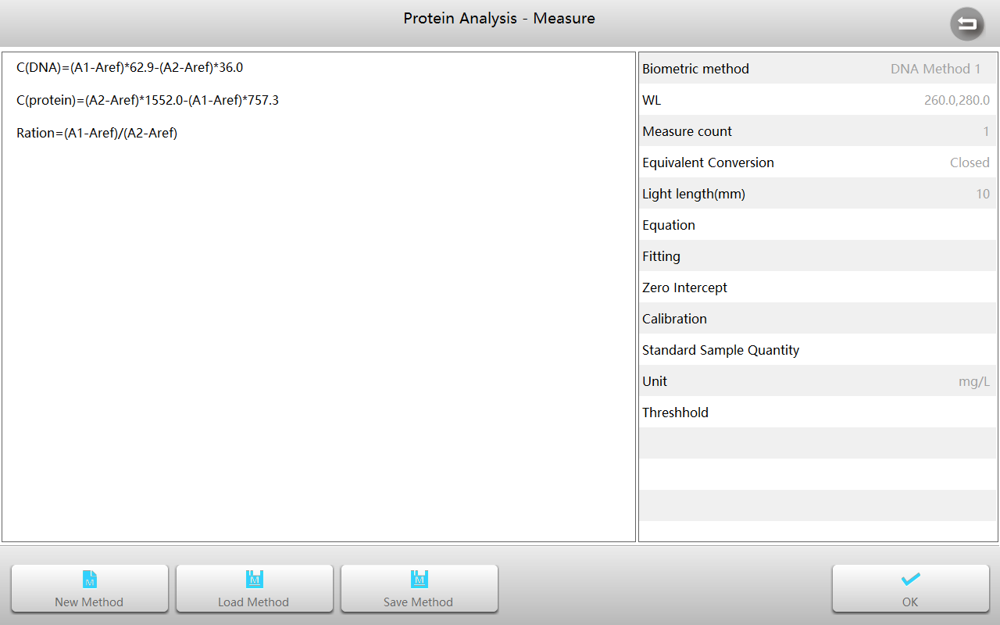 Protein Analysis - Measure
C(DNA)=(A1-Aref)*62.9-(A2-Aref)*36.0
C(protein)=(A2-Aref)*1552.0-(A1-Aref)*757.3
Ration=(A1-Aref)/(A2-Aref)
Biometric method DNA Method 1
WL 260.0,280.0
Measure count 1
Equivalent Conversion Closed
Light length(mm) 10
Equation
Fitting
Zero Intercept
Calibration
Standard Sample Quantity
Unit mg/L
Threshhold
M M M
New Method Load Method Save Method OK